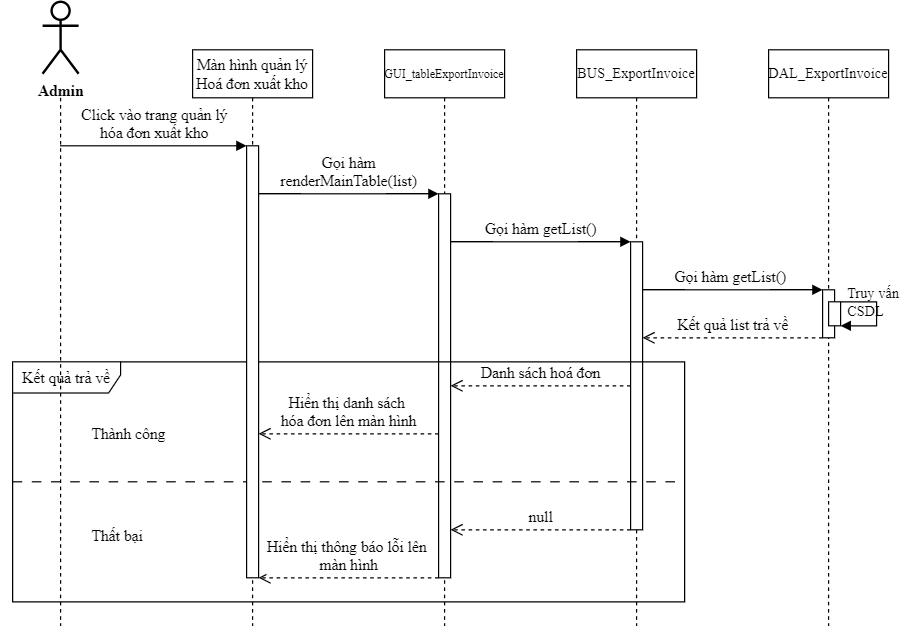 Admin
Màn hình quản lý
Hoá đơn xuất kho
GUI_tableExportInvoice
BUS_ExportInvoice
DAL_ExportInvoice
Click vào trang quản lý
hóa đơn xuất kho
Gọi hàm
renderMainTable(list)
Gọi hàm getList()
Gọi hàm getList()
Truy vấn
CSDL
Kết quả list trả về
Kết quả trả về
Danh sách hoá đơn
Hiển thị danh sách
hóa đơn lên màn hình
Thành công
null
Thất bại
Hiển thị thông báo lỗi lên
màn hình